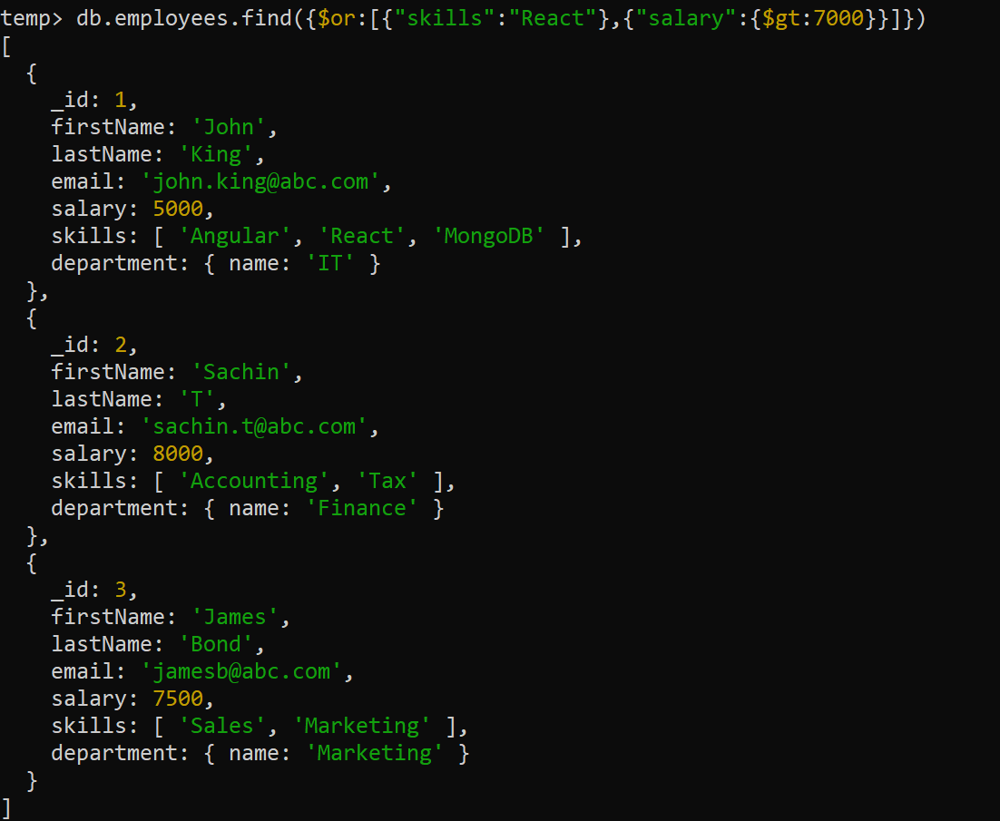 temp> db.employees.find({$or:[{"skills":"React"},{"salary":{$gt:7000}}]})
[
  {
    _id: 1,
    firstName: 'John',
    lastName: 'King',
    email: 'john.king@abc.com',
    salary: 5000,
    skills: [ 'Angular', 'React', 'MongoDB' ],
    department: { name: 'IT' }
  },
  {
    _id: 2,
    firstName: 'Sachin',
    lastName: 'T',
    email: 'sachin.t@abc.com',
    salary: 8000,
    skills: [ 'Accounting', 'Tax' ],
    department: { name: 'Finance' }
  },
  {
    _id: 3,
    firstName: 'James',
    lastName: 'Bond',
    email: 'jamesb@abc.com',
    salary: 7500,
    skills: [ 'Sales', 'Marketing' ],
    department: { name: 'Marketing' }
  }
]